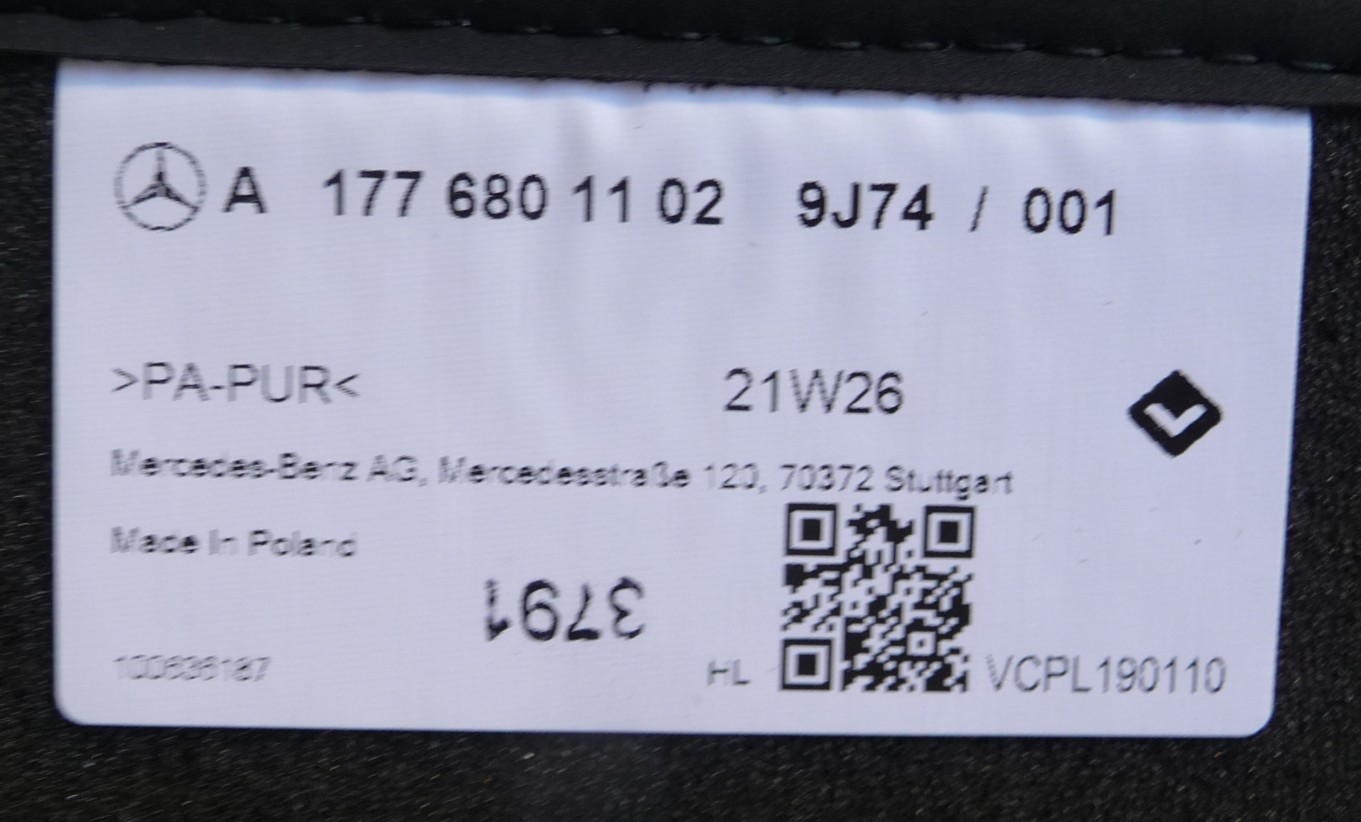 A 177 680 11 02 9J74 / 001
>PA-PUR< 21W26
Mercedes-Benz AG, Mercedesstraße 120, 70372 Stuttgart
Made In Poland
3791
100636187 HL VCPL190110